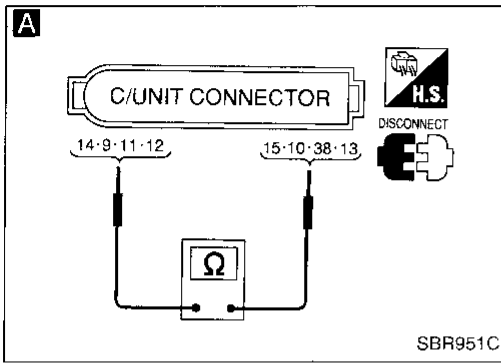 A
C/UNIT CONNECTOR
H.S.
DISCONNECT
14·9·11·12
15·10·38·13
Ω
SBR951C